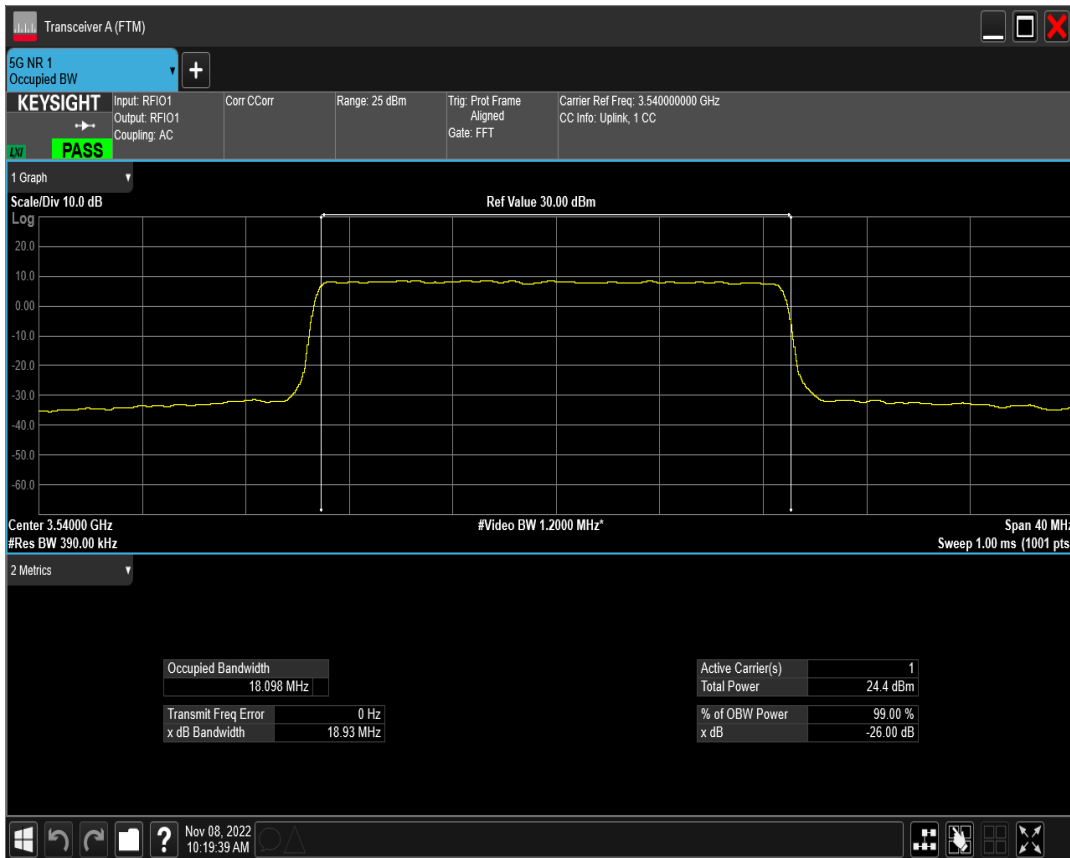 Transceiver A (FTM)
5G NR 1
Occupied BW
+
KEYSIGHT
LXI
PASS
Input: RFIO1
Output: RFIO1
Coupling: AC
Corr CCorr
Range: 25 dBm
Trig: Prot Frame
Aligned
Gate: FFT
Carrier Ref Freq: 3.540000000 GHz
CC Info: Uplink, 1 CC
1 Graph
Scale/Div 10.0 dB
Ref Value 30.00 dBm
Log
20.0
10.0
0.00
-10.0
-20.0
-30.0
-40.0
-50.0
-60.0
Center 3.54000 GHz
#Video BW 1.2000 MHz*
Span 40 MHz
#Res BW 390.00 kHz
Sweep 1.00 ms (1001 pts
2 Metrics
Occupied Bandwidth
18.098 MHz
Transmit Freq Error 0 Hz
x dB Bandwidth 18.93 MHz
Active Carrier(s) 1
Total Power 24.4 dBm
% of OBW Power 99.00 %
x dB -26.00 dB
?
Nov 08, 2022
10:19:39 AM